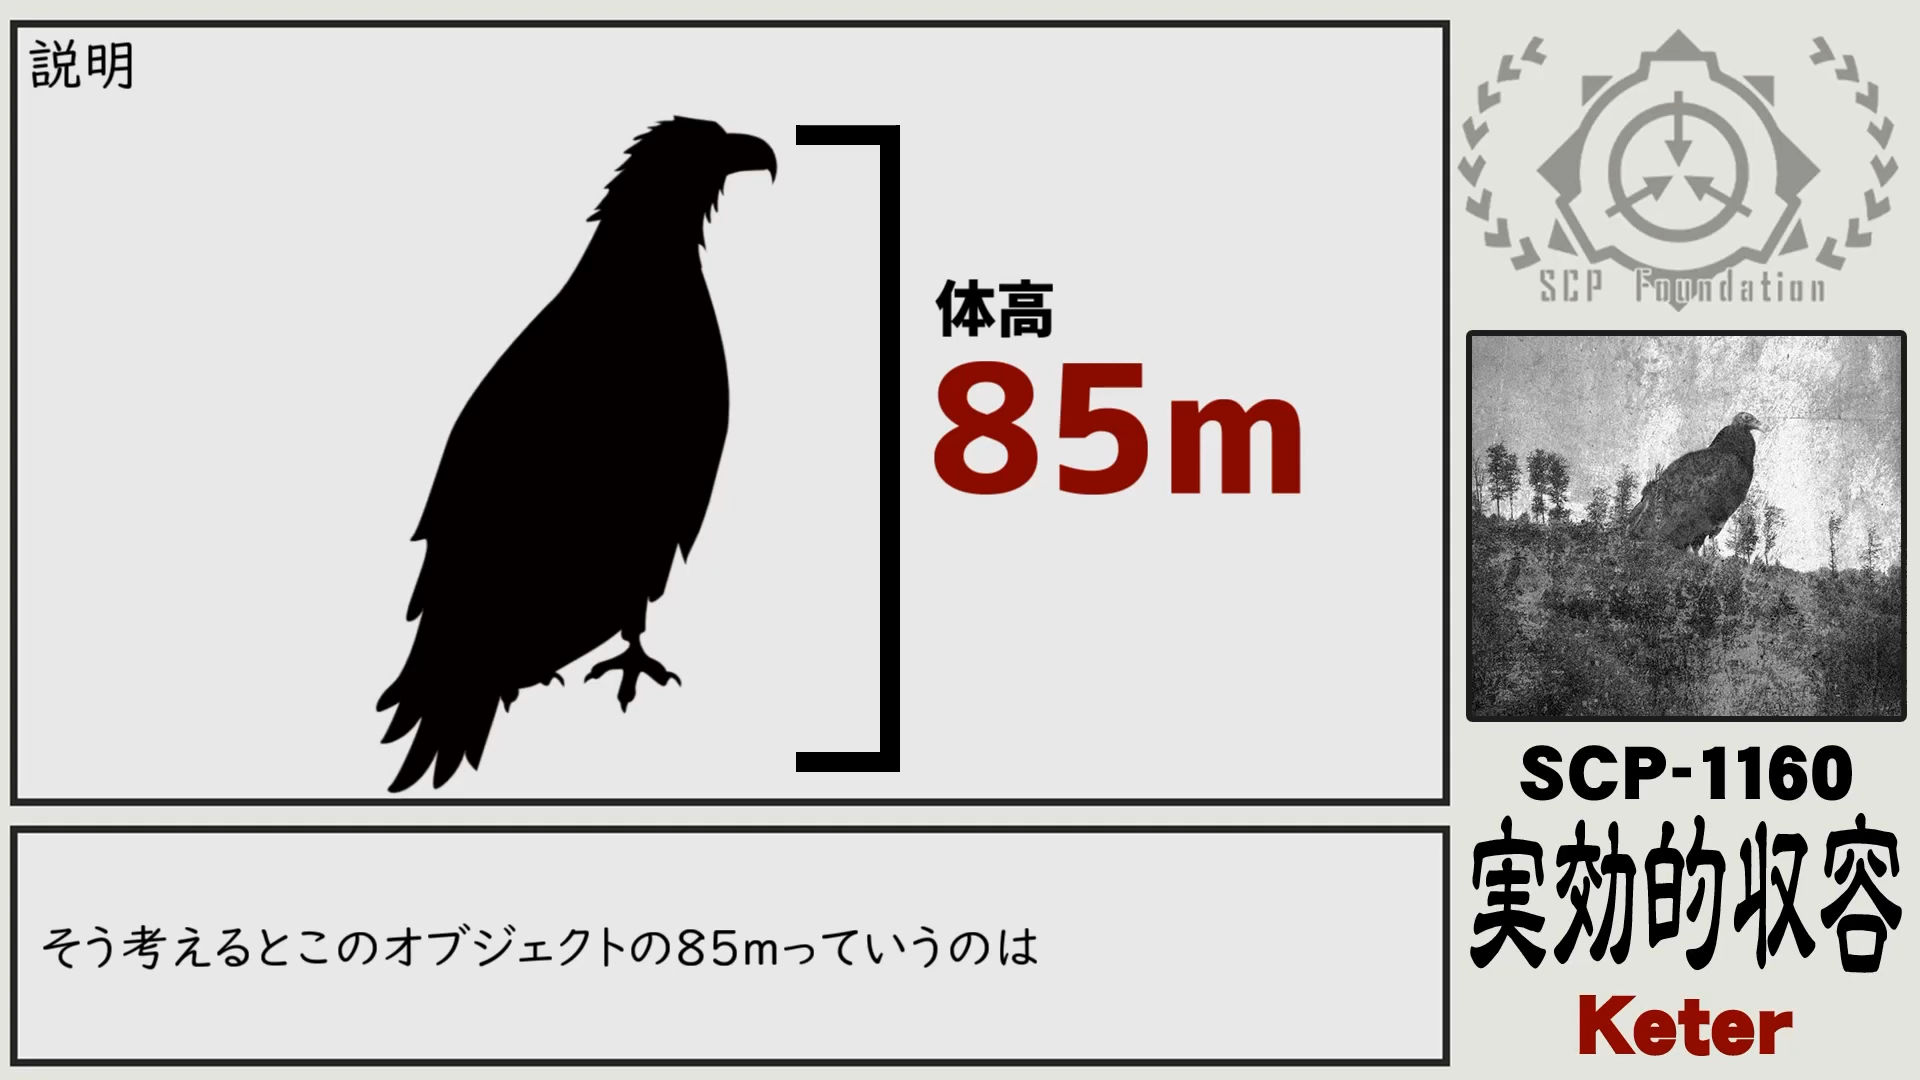 説明
体高
85m
そう考えるとこのオブジェクトの85mっていうのは
SCP Foundation
SCP-1160
実効的収容
Keter